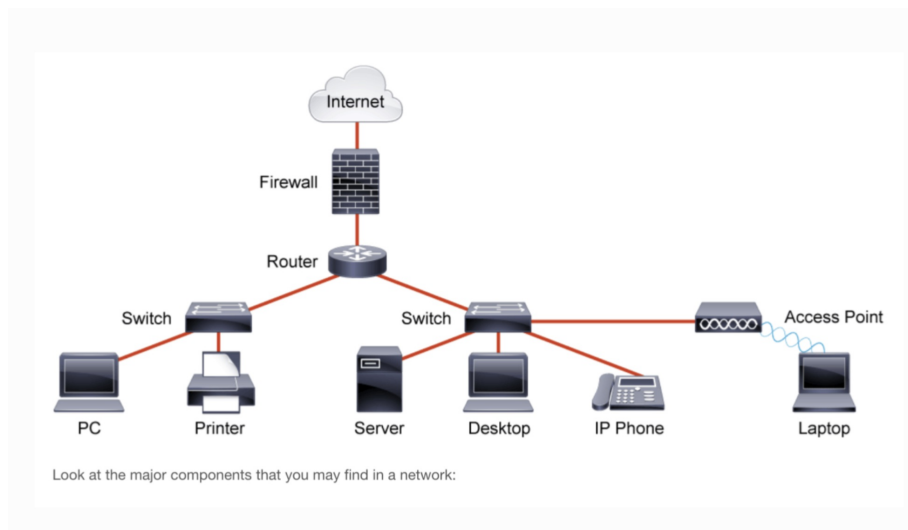 Internet
Firewall
Router
Switch
Switch
Access Point
PC
Printer
Server
Desktop
IP Phone
Laptop
Look at the major components that you may find in a network: